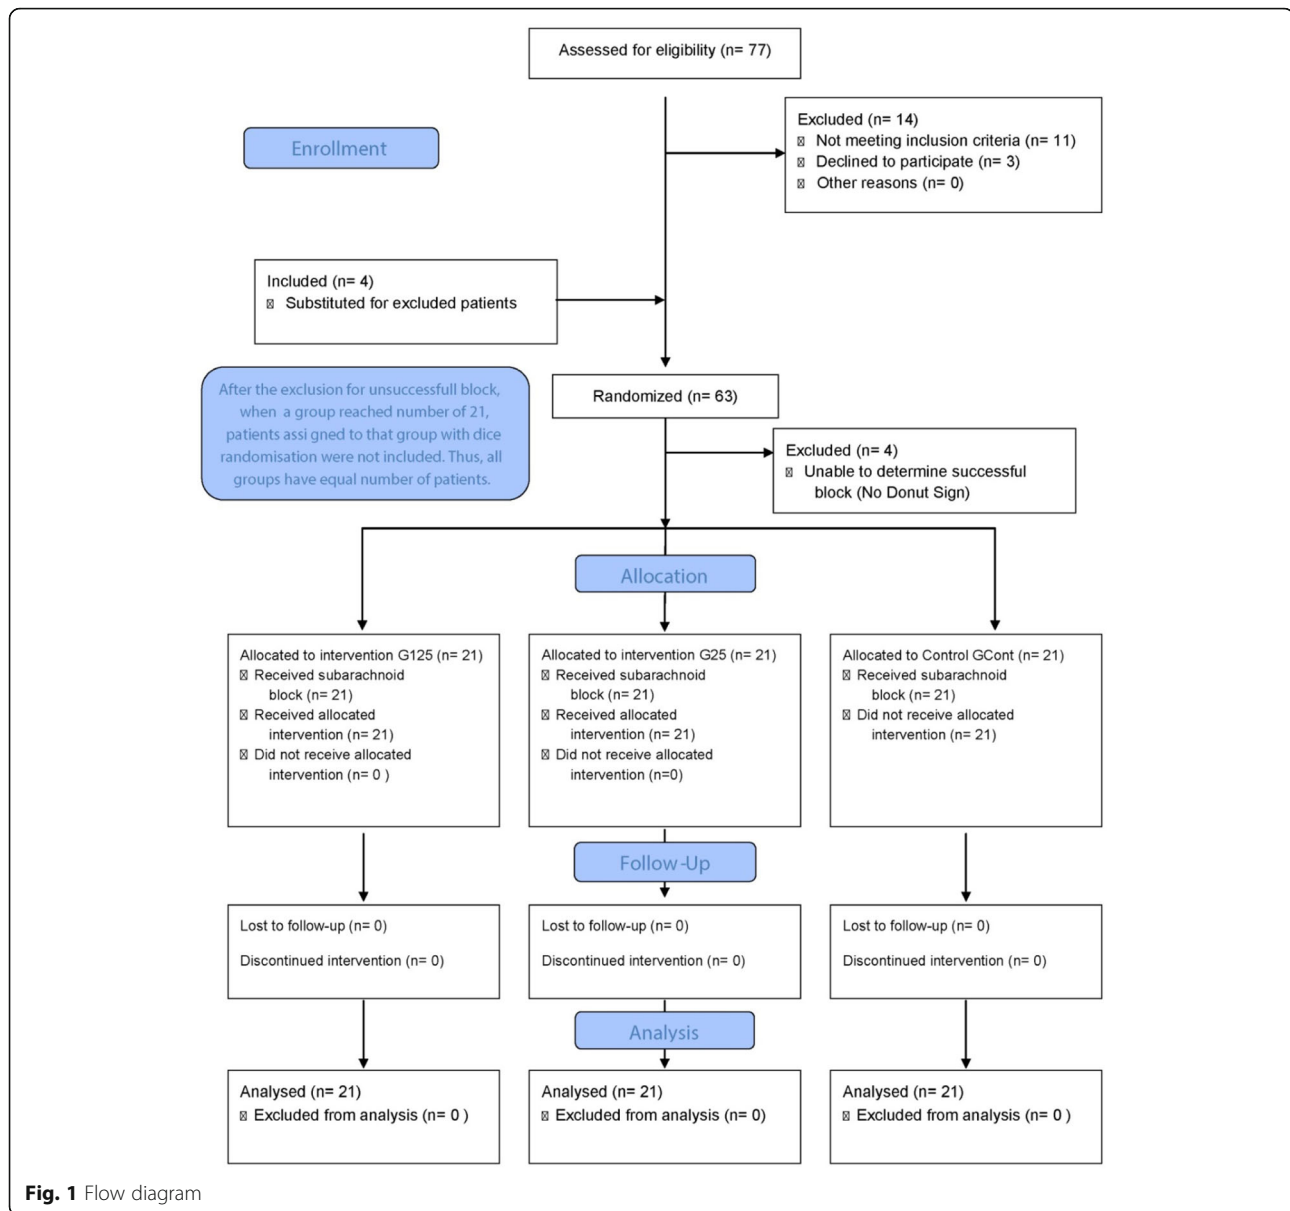 Assessed for eligibility (n= 77)
Excluded (n= 14)
Not meeting inclusion criteria (n= 11)
Declined to participate (n= 3)
Other reasons (n= 0)
Enrollment
Included (n= 4)
Substituted for excluded patients
After the exclusion for unsuccessfull block,
when a group reached number of 21,
patients assi gned to that group with dice
randomisation were not included. Thus, all
groups have equal number of patients.
Randomized (n= 63)
Excluded (n= 4)
Unable to determine successful
block (No Donut Sign)
Allocation
Allocated to intervention G125 (n= 21)
Received subarachnoid
block (n= 21)
Received allocated
intervention (n= 21)
Did not receive allocated
intervention (n= 0 )
Allocated to intervention G25 (n= 21)
Received subarachnoid
block (n= 21)
Received allocated
intervention (n= 21)
Did not receive allocated
intervention (n=0)
Allocated to Control GCont (n= 21)
Received subarachnoid
block (n= 21)
Did not receive allocated
intervention (n= 21)
Follow-Up
Lost to follow-up (n= 0)
Discontinued intervention (n= 0)
Lost to follow-up (n= 0)
Discontinued intervention (n= 0)
Lost to follow-up (n= 0)
Discontinued intervention (n= 0)
Analysis
Analysed (n= 21)
Excluded from analysis (n= 0 )
Analysed (n= 21)
Excluded from analysis (n= 0)
Analysed (n= 21)
Excluded from analysis (n= 0 )
Fig. 1 Flow diagram